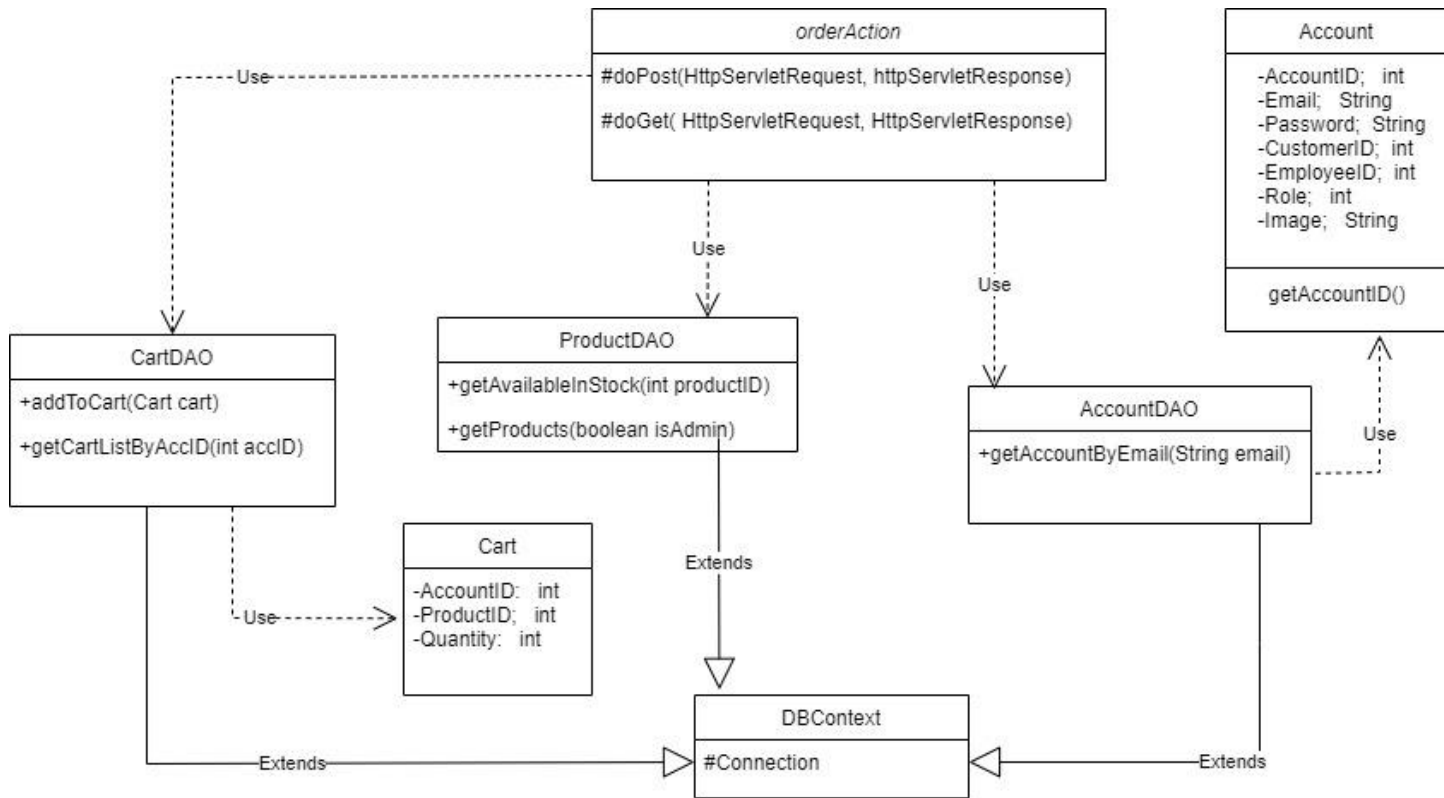 orderAction
#doPost(HttpServletRequest, httpServletResponse)
#doGet( HttpServletRequest, HttpServletResponse)
Account
-AccountID;   int
-Email;   String
-Password;  String
-CustomerID;  int
-EmployeeID;  int
-Role;   int
-Image;   String
getAccountID()
Use
Use
Use
CartDAO
+addToCart(Cart cart)
+getCartListByAccID(int accID)
ProductDAO
+getAvailableInStock(int productID)
+getProducts(boolean isAdmin)
AccountDAO
+getAccountByEmail(String email)
Use
Cart
-AccountID:   int
-ProductID;   int
-Quantity:   int
Use
Extends
DBContext
#Connection
Extends
Extends